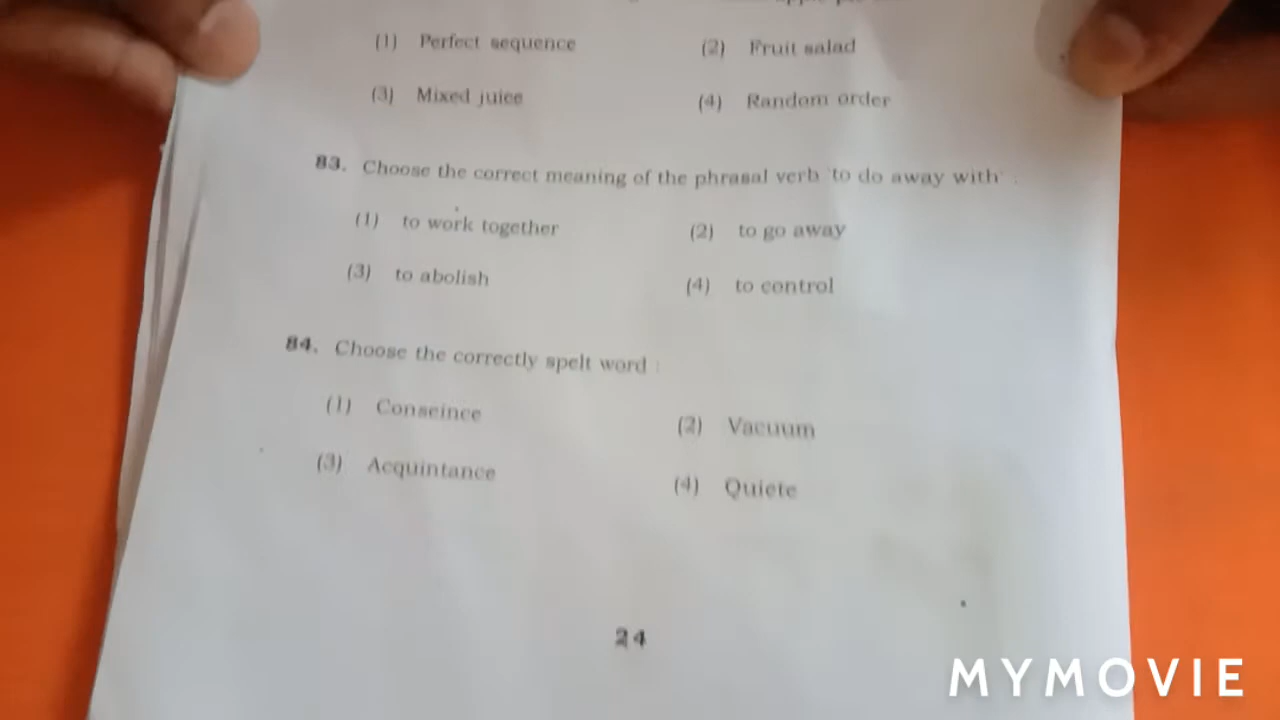 (1) Perfect sequence (2) Fruit salad
(3) Mixed juice (4) Random order
83. Choose the correct meaning of the phrasal verb 'to do away with' :
(1) to work together (2) to go away
(3) to abolish (4) to control
84. Choose the correctly spelt word :
(1) Conseince (2) Vacuum
(3) Acquintance (4) Quiete
24
MYMOVIE